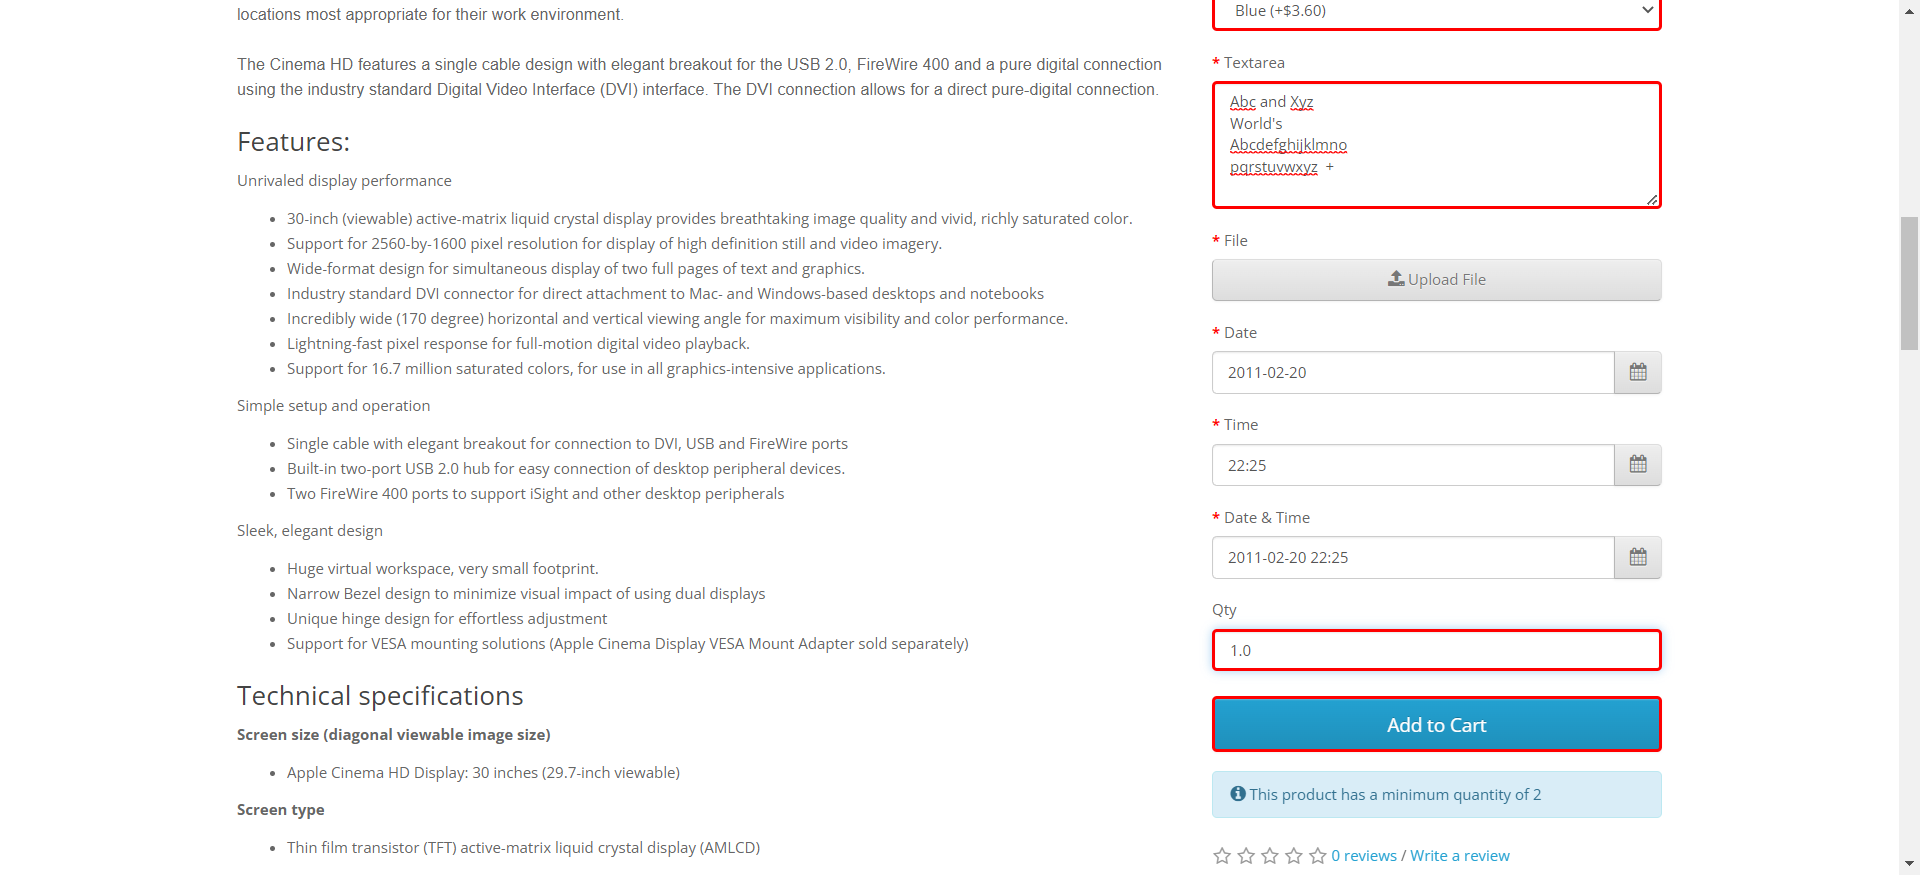 locations most appropriate for their work environment.
The Cinema HD features a single cable design with elegant breakout for the USB 2.0, FireWire 400 and a pure digital connection
using the industry standard Digital Video Interface (DVI) interface. The DVI connection allows for a direct pure-digital connection.
Features:
Unrivaled display performance
• 30-inch (viewable) active-matrix liquid crystal display provides breathtaking image quality and vivid, richly saturated color.
• Support for 2560-by-1600 pixel resolution for display of high definition still and video imagery.
• Wide-format design for simultaneous display of two full pages of text and graphics.
• Industry standard DVI connector for direct attachment to Mac- and Windows-based desktops and notebooks
• Incredibly wide (170 degree) horizontal and vertical viewing angle for maximum visibility and color performance.
• Lightning-fast pixel response for full-motion digital video playback.
• Support for 16.7 million saturated colors, for use in all graphics-intensive applications.
Simple setup and operation
• Single cable with elegant breakout for connection to DVI, USB and FireWire ports
• Built-in two-port USB 2.0 hub for easy connection of desktop peripheral devices.
• Two FireWire 400 ports to support iSight and other desktop peripherals
Sleek, elegant design
• Huge virtual workspace, very small footprint.
• Narrow Bezel design to minimize visual impact of using dual displays
• Unique hinge design for effortless adjustment
• Support for VESA mounting solutions (Apple Cinema Display VESA Mount Adapter sold separately)
Technical specifications
Screen size (diagonal viewable image size)
• Apple Cinema HD Display: 30 inches (29.7-inch viewable)
Screen type
• Thin film transistor (TFT) active-matrix liquid crystal display (AMLCD)
Blue (+$3.60)
* Textarea
Abc and Xyz
World's
Abcdefghijklmno
pqrstuvwxyz +
* File
Upload File
* Date
2011-02-20
* Time
22:25
* Date & Time
2011-02-20 22:25
Qty
1.0
Add to Cart
This product has a minimum quantity of 2
0 reviews / Write a review